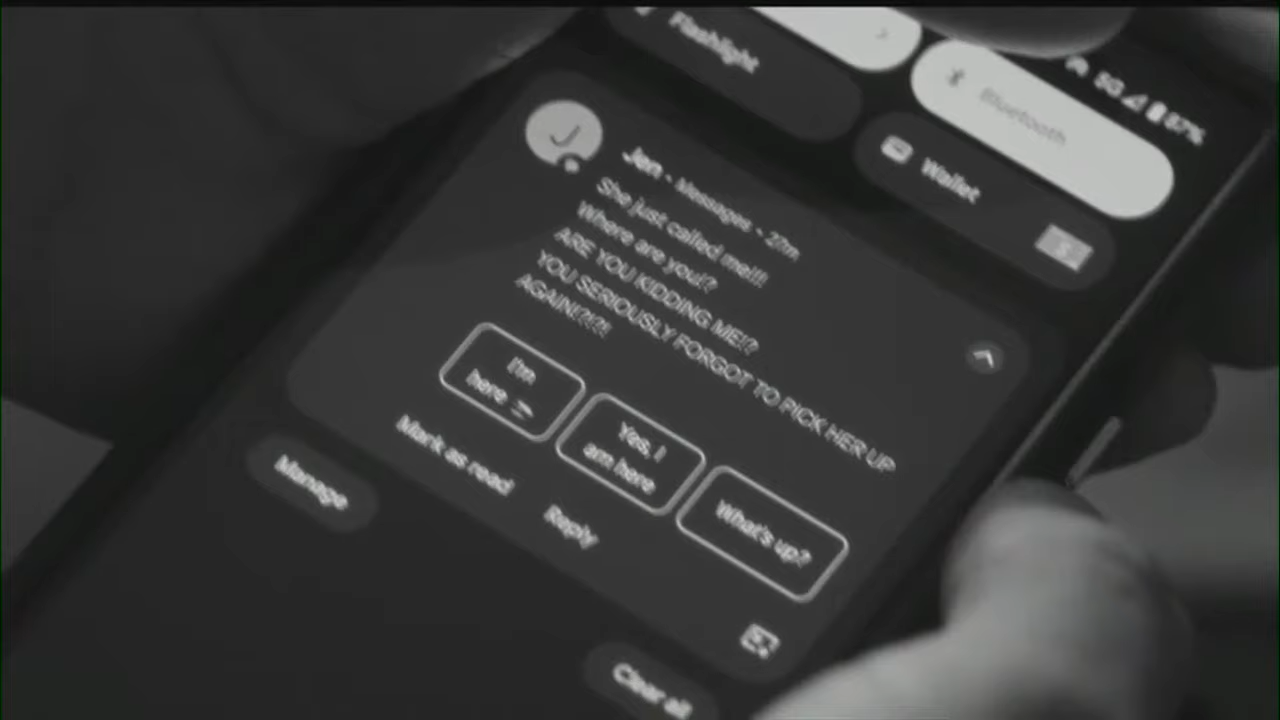 Flashlight
Bluetooth
5G 87%
Wallet
Jen • Messages • 27m
She just called me!!!
Where are you!?
ARE YOU KIDDING ME!?
YOU SERIOUSLY FORGOT TO PICK HER UP
AGAIN!?!?!
I'm
here
Yes, I
am here
What's up?
Mark as read
Reply
Manage
Clear all